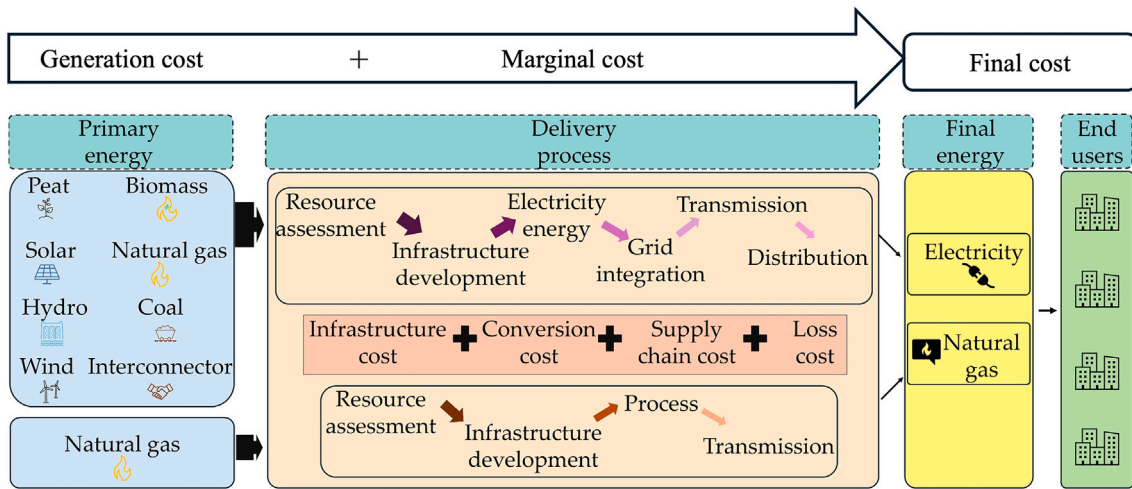 Generation cost + Marginal cost
Final cost
Primary
energy
Delivery
process
Final
energy
End
users
Peat
Biomass
Solar
Natural gas
Hydro
Coal
Wind
Interconnector
Natural gas
Resource
assessment
Infrastructure
development
Electricity
energy
Grid
integration
Transmission
Distribution
Infrastructure
cost
+
Conversion
cost
+
Supply
chain cost
+
Loss
cost
Resource
assessment
Infrastructure
development
Process
Transmission
Electricity
Natural
gas